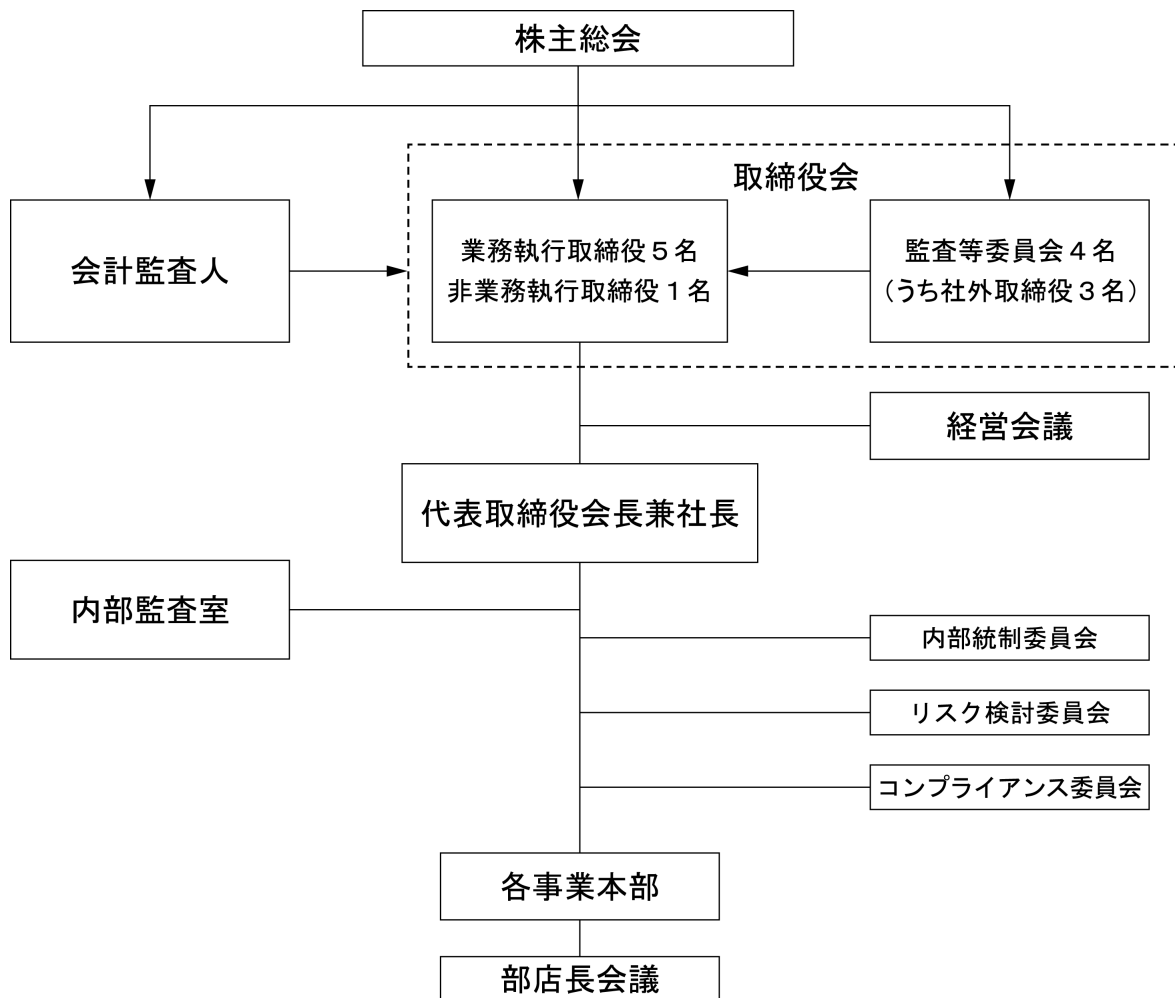 株主総会
取締役会
会計監査人
業務執行取締役５名
非業務執行取締役１名
監査等委員会４名
（うち社外取締役３名）
経営会議
代表取締役会長兼社長
内部監査室
内部統制委員会
リスク検討委員会
コンプライアンス委員会
各事業本部
部店長会議